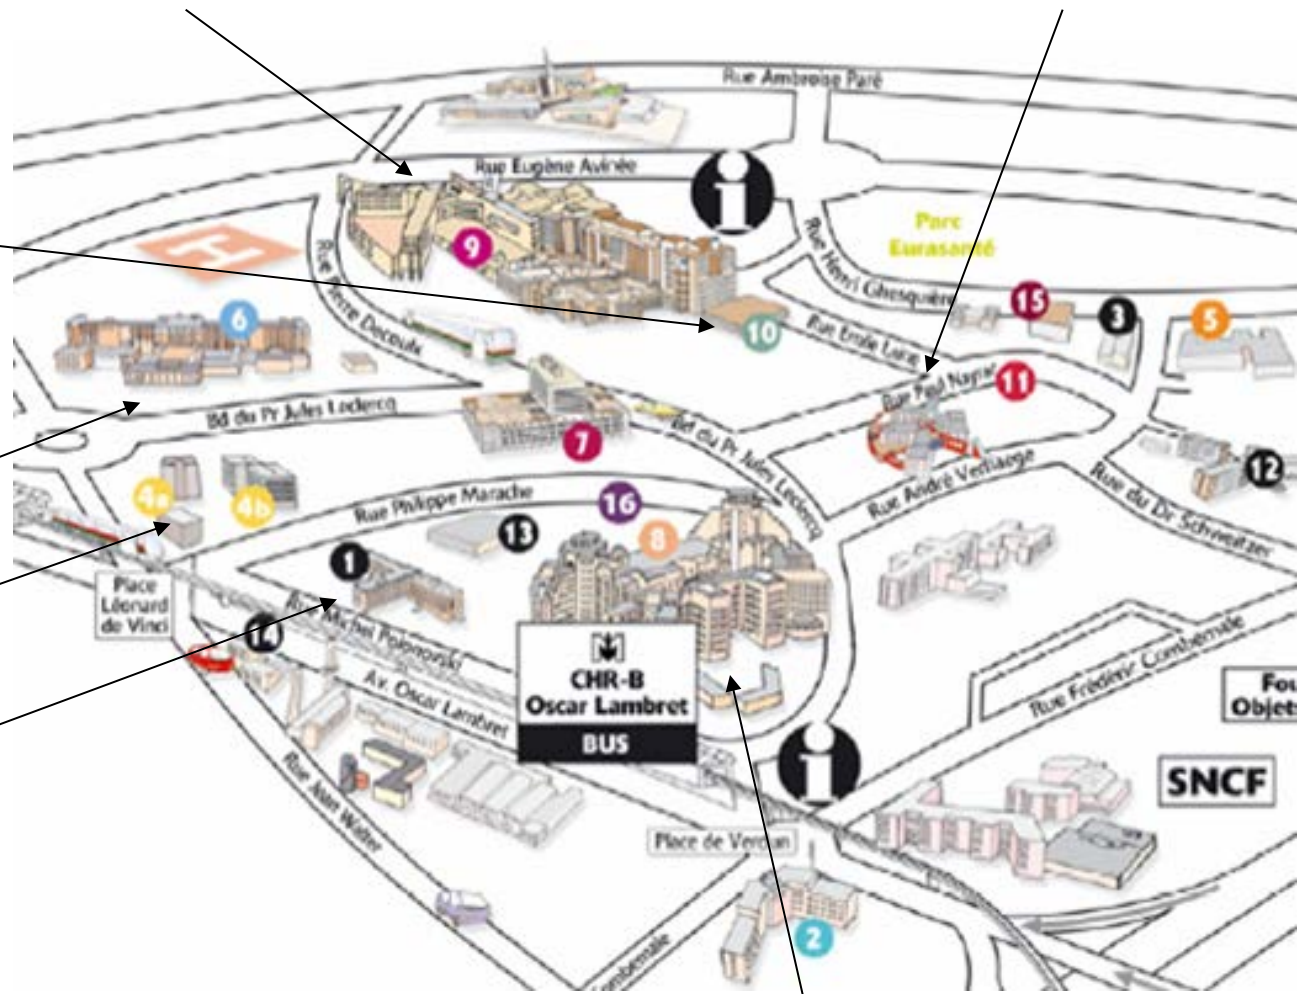 Rue Ambroise Paré
Rue Eugène Avinée
Parc
Eurasanté
Rue Henri Ghesquière
9
H
Rue Pierre Decoulx
15
3
5
6
10
Rue Emile Laine
Rue Paul Nayrac
11
Bd du Pr Jules Leclercq
7
Bd du Pr Jules Leclercq
12
4a
4b
Rue Philippe Marache
16
Rue André Verhaege
Rue du Dr Schweitzer
13
8
1
Place
Léonard
de Vinci
14
Rue Michel Polonovski
CHR-B
Oscar Lambret
BUS
Av. Oscar Lambret
Rue Frédéric Combemale
Fou
Objets
SNCF
Rue Jean Walter
Place de Verdun
2
Combemale